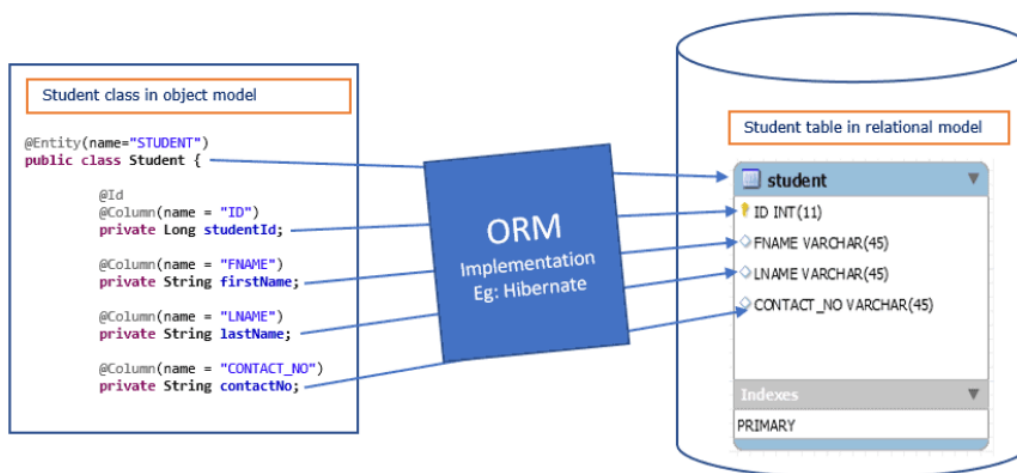 Student class in object model
@Entity(name="STUDENT")
public class Student {
@Id
@Column(name = "ID")
private Long studentId;
@Column(name = "FNAME")
private String firstName;
@Column(name = "LNAME")
private String lastName;
@Column(name = "CONTACT_NO")
private String contactNo;
ORM
Implementation
Eg: Hibernate
Student table in relational model
student
ID INT(11)
FNAME VARCHAR(45)
LNAME VARCHAR(45)
CONTACT_NO VARCHAR(45)
Indexes
PRIMARY